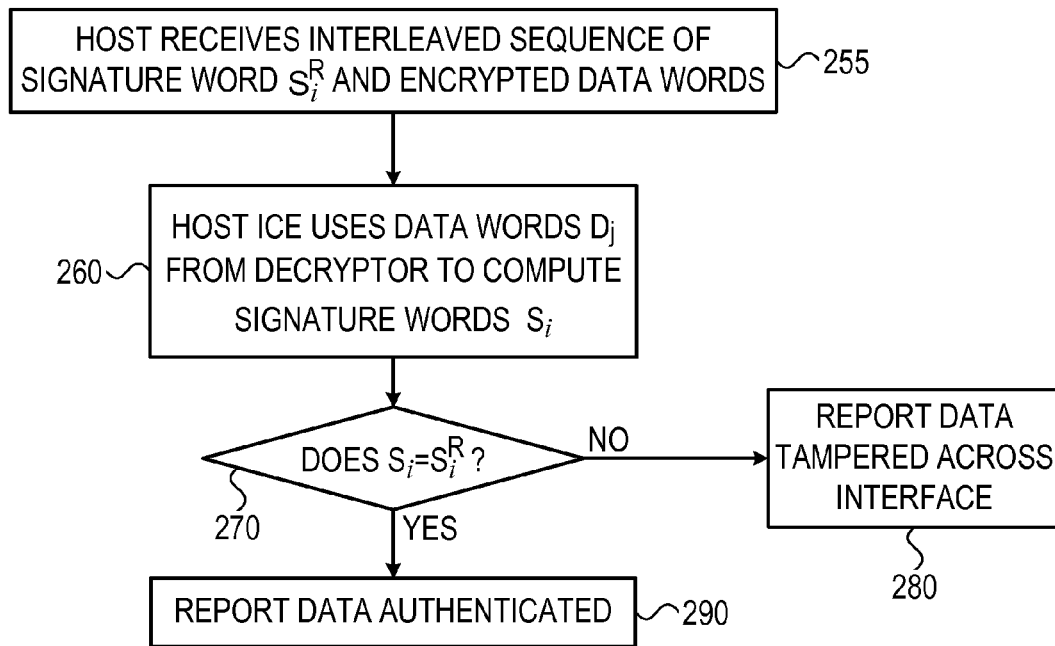 HOST RECEIVES INTERLEAVED SEQUENCE OF
SIGNATURE WORD S_i^R AND ENCRYPTED DATA WORDS
255
HOST ICE USES DATA WORDS D_j
FROM DECRYPTOR TO COMPUTE
SIGNATURE WORDS S_i
260
DOES S_i=S_i^R ?
270
NO
YES
REPORT DATA
TAMPERED ACROSS
INTERFACE
280
REPORT DATA AUTHENTICATED
290